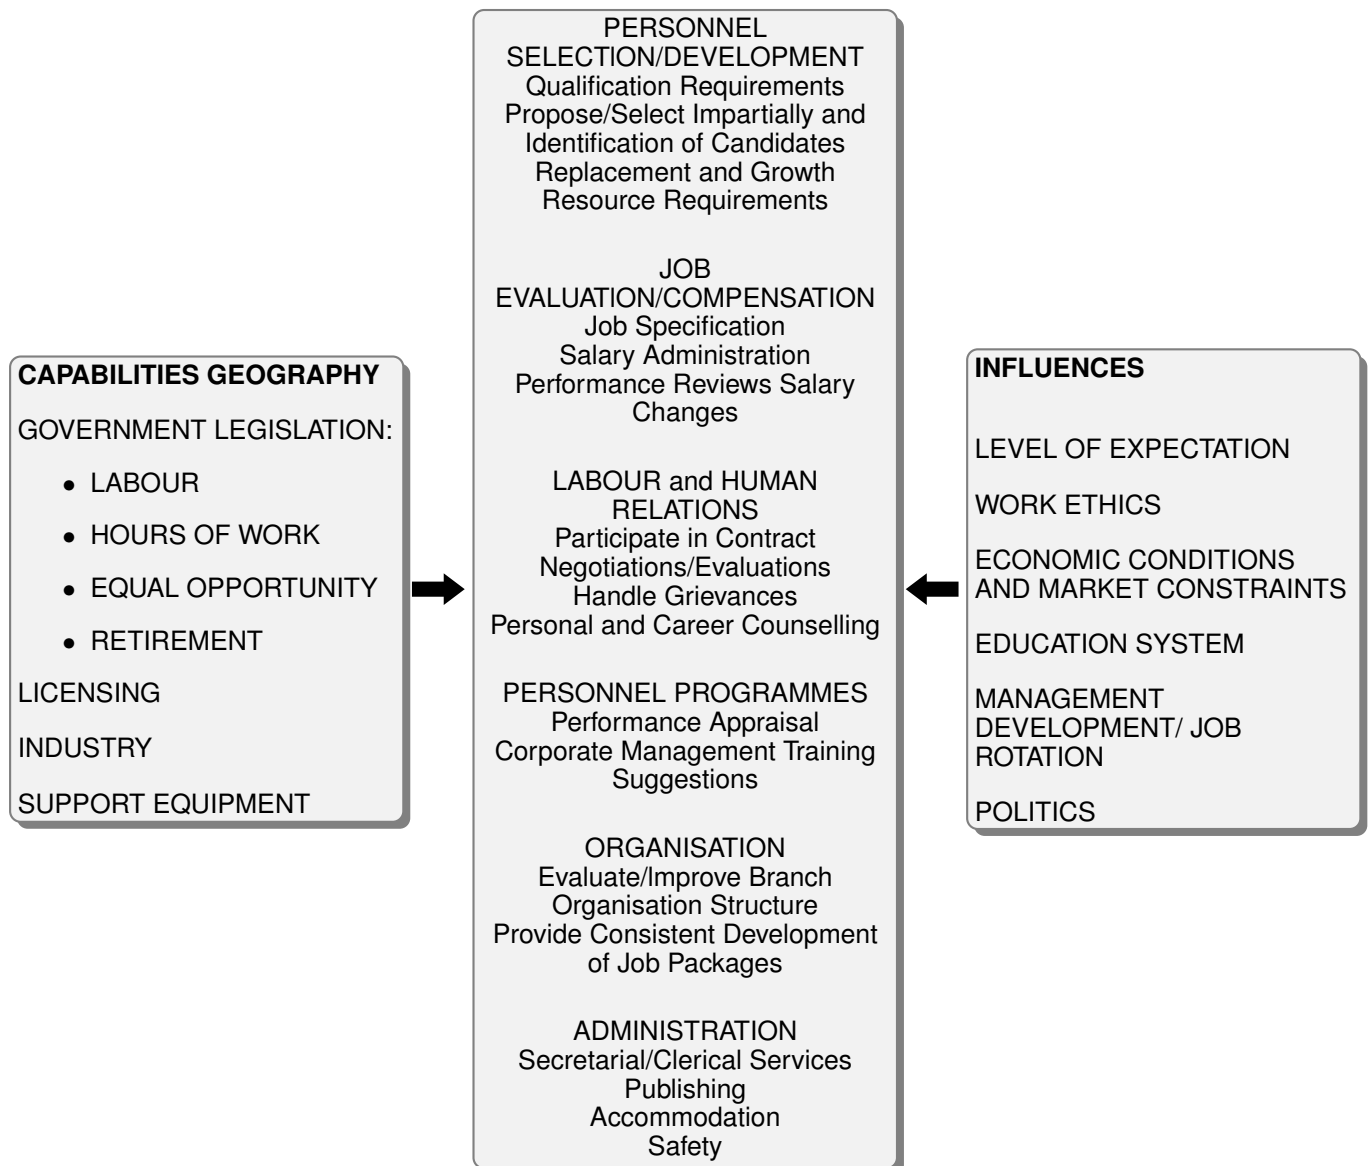 PERSONNEL
SELECTION/DEVELOPMENT
Qualification Requirements
Propose/Select Impartially and
Identification of Candidates
Replacement and Growth
Resource Requirements
JOB
EVALUATION/COMPENSATION
Job Specification
Salary Administration
Performance Reviews Salary
Changes
LABOUR and HUMAN
RELATIONS
Participate in Contract
Negotiations/Evaluations
Handle Grievances
Personal and Career Counselling
PERSONNEL PROGRAMMES
Performance Appraisal
Corporate Management Training
Suggestions
ORGANISATION
Evaluate/Improve Branch
Organisation Structure
Provide Consistent Development
of Job Packages
ADMINISTRATION
Secretarial/Clerical Services
Publishing
Accommodation
Safety
CAPABILITIES GEOGRAPHY
GOVERNMENT LEGISLATION:
• LABOUR
• HOURS OF WORK
• EQUAL OPPORTUNITY
• RETIREMENT
LICENSING
INDUSTRY
SUPPORT EQUIPMENT
INFLUENCES
LEVEL OF EXPECTATION
WORK ETHICS
ECONOMIC CONDITIONS
AND MARKET CONSTRAINTS
EDUCATION SYSTEM
MANAGEMENT
DEVELOPMENT/ JOB
ROTATION
POLITICS